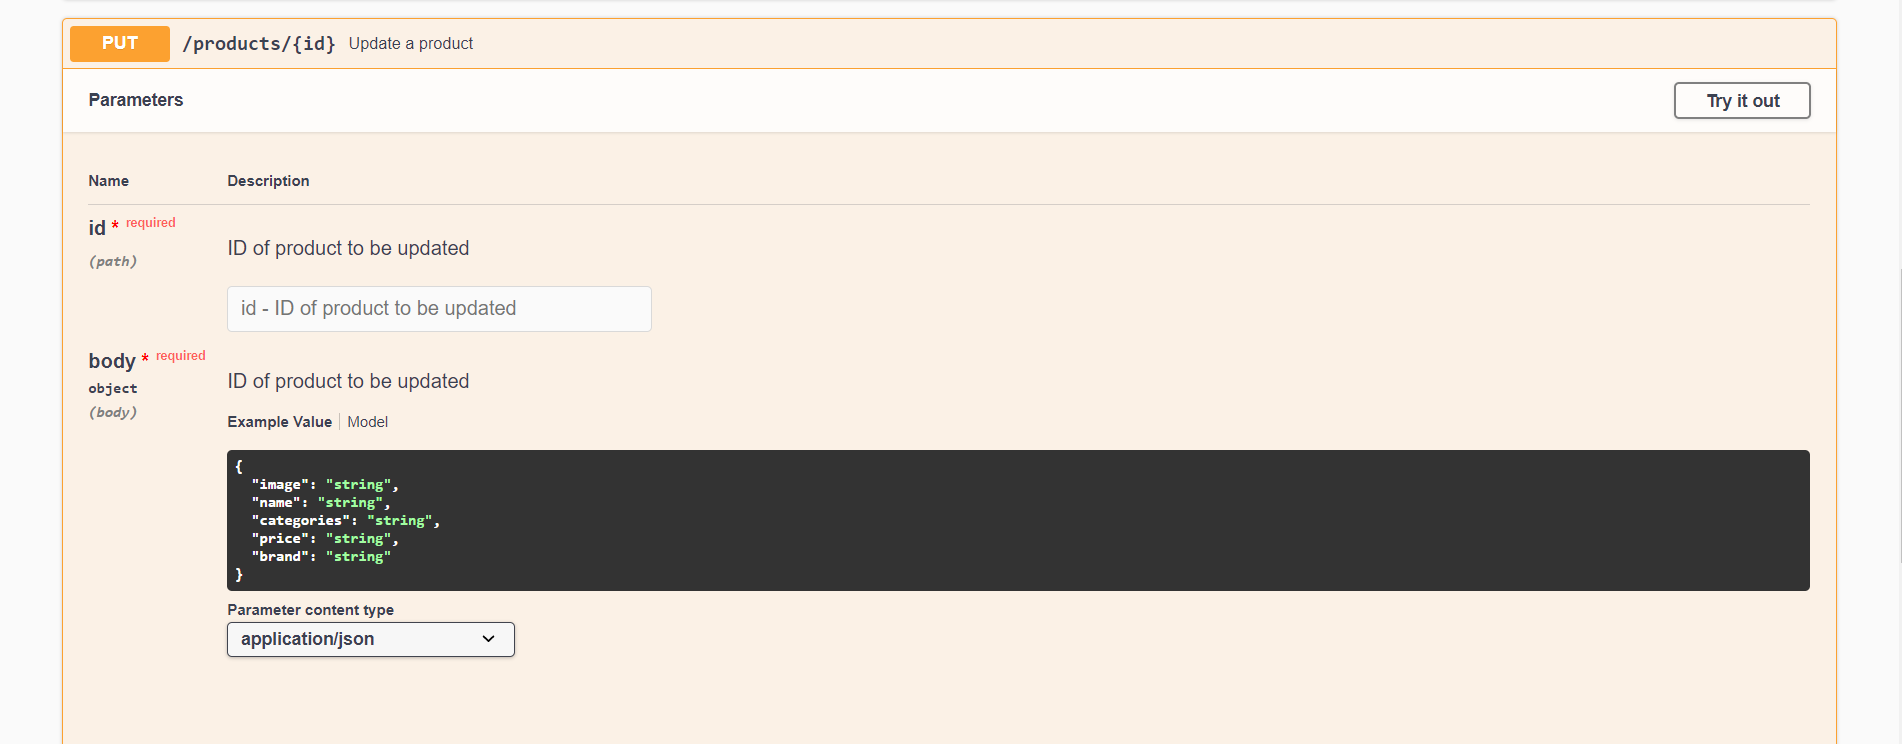 PUT /products/{id} Update a product
Parameters
Try it out
Name Description
id * required
(path)
ID of product to be updated
id - ID of product to be updated
body * required
object
(body)
ID of product to be updated
Example Value Model
{
  "image": "string",
  "name": "string",
  "categories": "string",
  "price": "string",
  "brand": "string"
}
Parameter content type
application/json